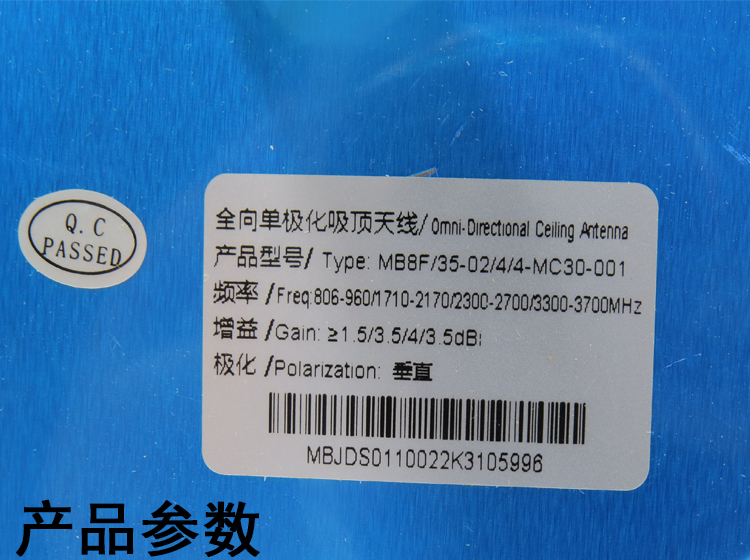 Q.C
PASSED
全向单极化吸顶天线/Omni-Directional Ceiling Antenna
产品型号/ Type: MB8F/35-02/4/4-MC30-001
频率/Freq:806-960/1710-2170/2300-2700/3300-3700MHz
增益/Gain: ≥1.5/3.5/4/3.5dBi
极化/Polarization: 垂直
MBJDS0110022K3105996
产品参数